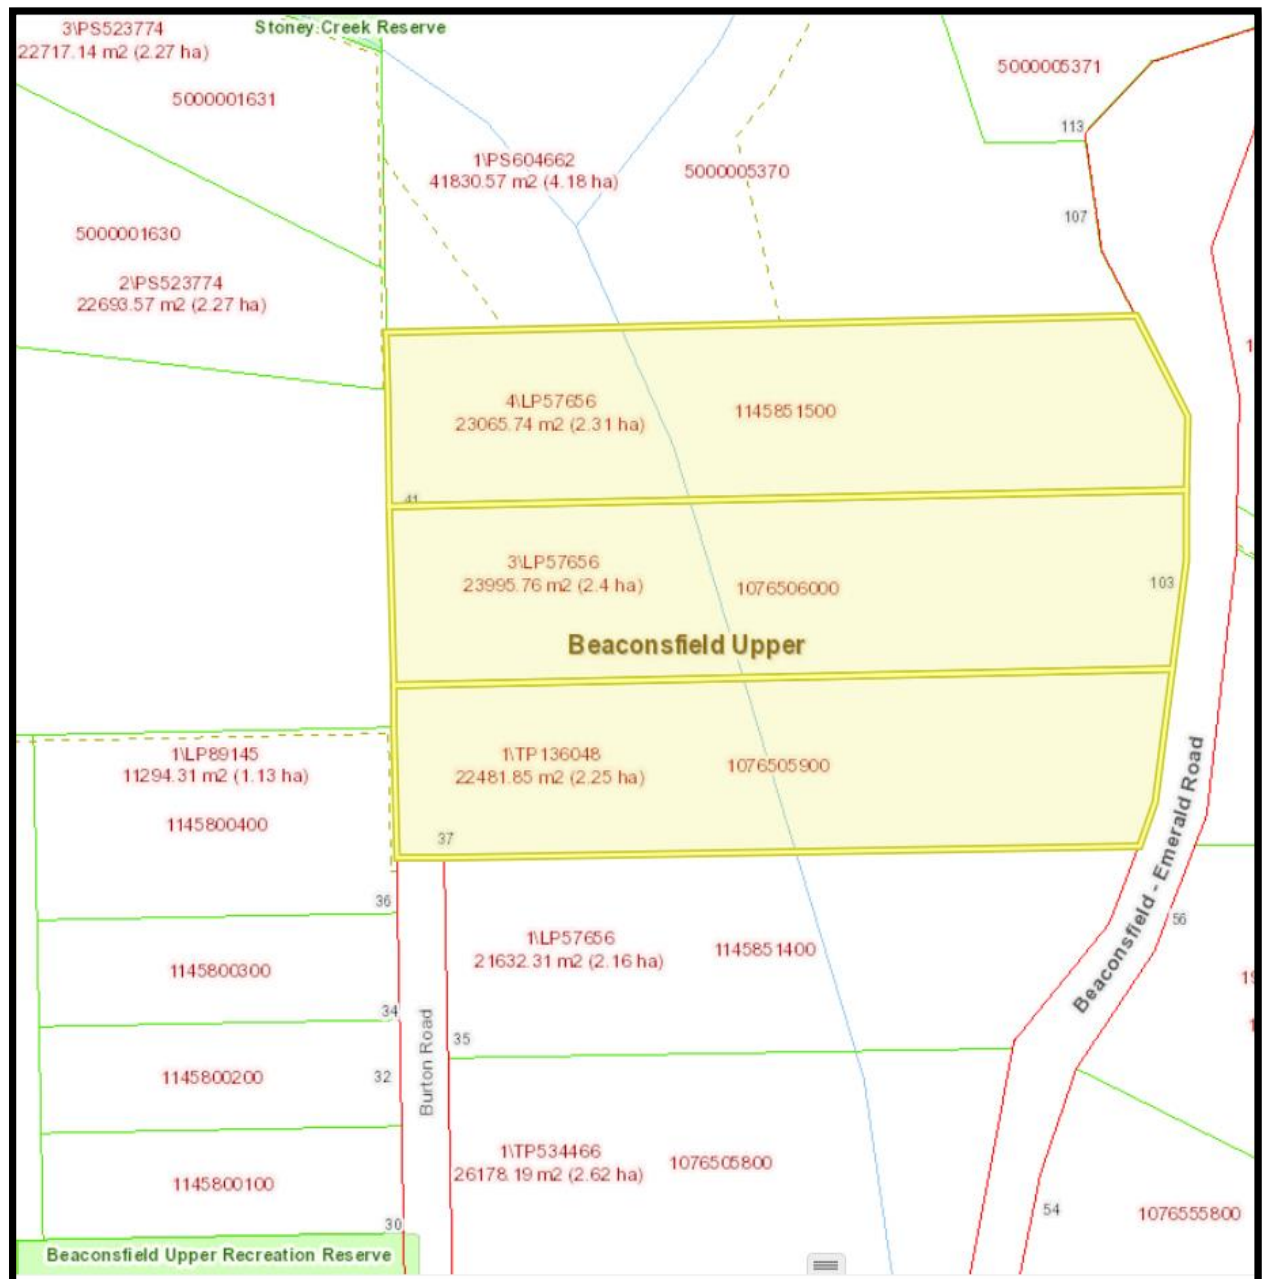 3\PS523774
22717.14 m2 (2.27 ha)
Stoney Creek Reserve
5000005371
5000001631
113
1\PS604662
41830.57 m2 (4.18 ha)
5000005370
107
5000001630
2\PS523774
22693.57 m2 (2.27 ha)
4\LP57656
23065.74 m2 (2.31 ha)
1145851500
41
3\LP57656
23995.76 m2 (2.4 ha)
1076506000
103
Beaconsfield Upper
1\LP89145
11294.31 m2 (1.13 ha)
1\TP136048
22481.85 m2 (2.25 ha)
1076505900
1145800400
37
Beaconsfield - Emerald Road
36
56
1\LP57656
21632.31 m2 (2.16 ha)
1145851400
1145800300
34
35
Burton Road
1145800200
32
1\TP534466
26178.19 m2 (2.62 ha)
1076505800
1145800100
54
1076555800
30
Beaconsfield Upper Recreation Reserve